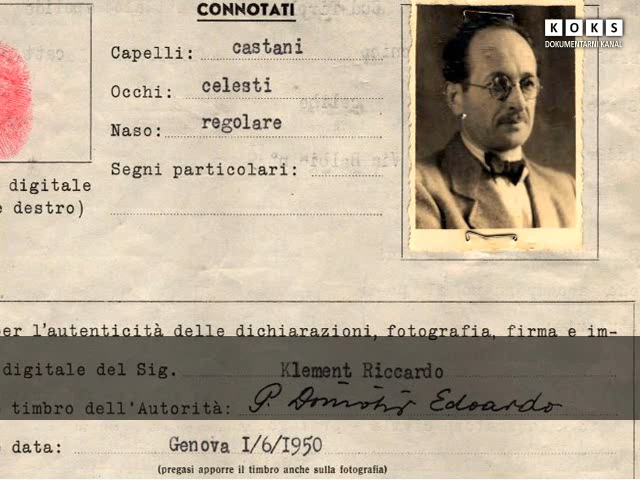 CONNOTATI
KOKS
DOKUMENTARNI KANAL
Capelli: castani
Occhi: celesti
Naso: regolare
Segni particolari:
digitale
destro)
per l'autenticità delle dichiarazioni, fotografia, firma e im-
digitale del Sig. Klement Riccardo
timbro dell'Autorità: P. Edoardo
data: Genova 1/6/1950
(pregasi apporre il timbro anche sulla fotografia)